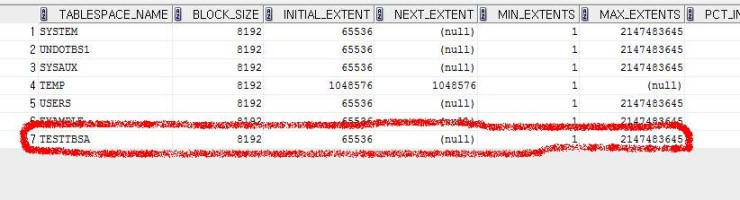 TABLESPACE_NAME BLOCK_SIZE INITIAL_EXTENT NEXT_EXTENT MIN_EXTENTS MAX_EXTENTS PCT_IN
1 SYSTEM 8192 65536 (null) 1 2147483645
2 UNDOTBS1 8192 65536 (null) 1 2147483645
3 SYSAUX 8192 65536 (null) 1 2147483645
4 TEMP 8192 1048576 1048576 1 (null)
5 USERS 8192 65536 (null) 1 2147483645
6 EXAMPLE 8192 65536 (null) 1 2147483645
7 TESTTBSA 8192 65536 (null) 1 2147483645